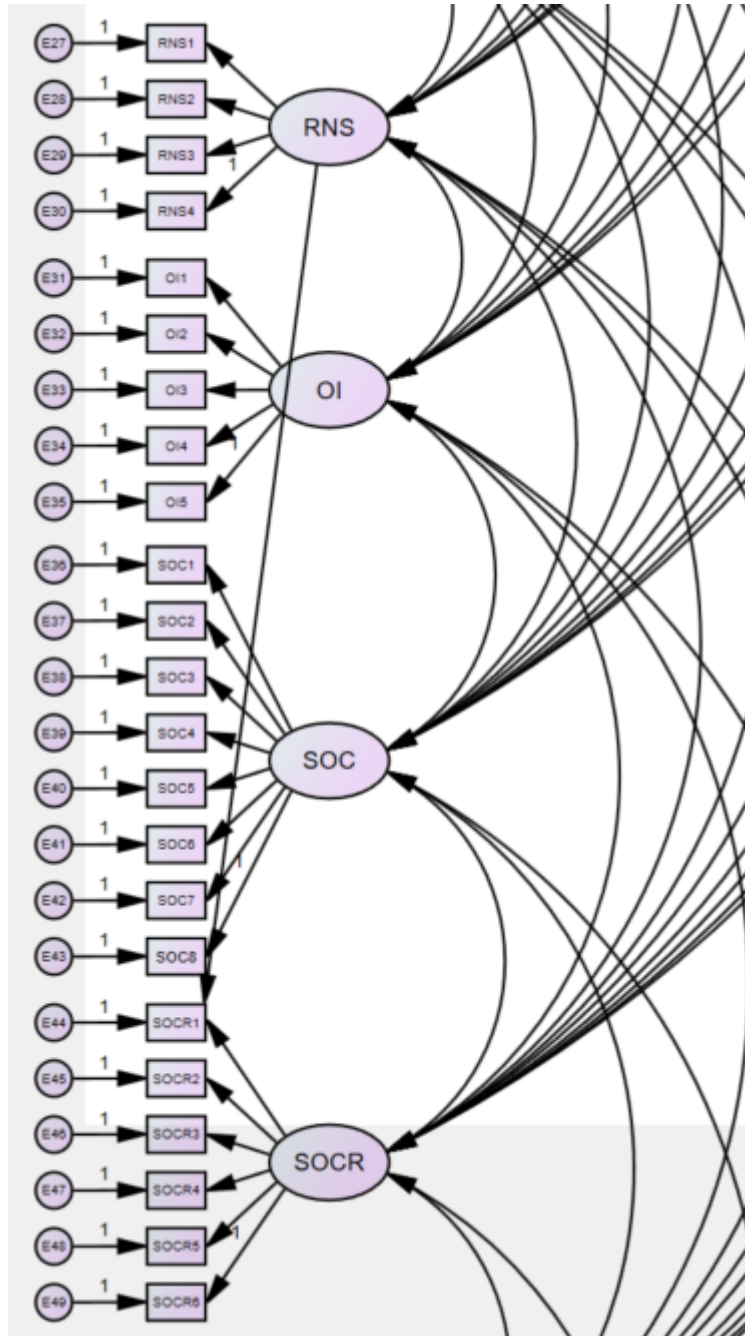 1
E27 RNS1
1
E28 RNS2
RNS
1
E29 RNS3
1
1
E30 RNS4
1
E31 OI1
1
E32 OI2
1
E33 OI3
OI
1
E34 OI4
1
1
E35 OI5
1
E36 SOC1
1
E37 SOC2
1
E38 SOC3
1
E39 SOC4
SOC
1
E40 SOC5
1
E41 SOC6
1
1
E42 SOC7
1
E43 SOC8
1
E44 SOCR1
1
E45 SOCR2
1
E46 SOCR3
SOCR
1
E47 SOCR4
1
E48 SOCR5
1
1
E49 SOCR6